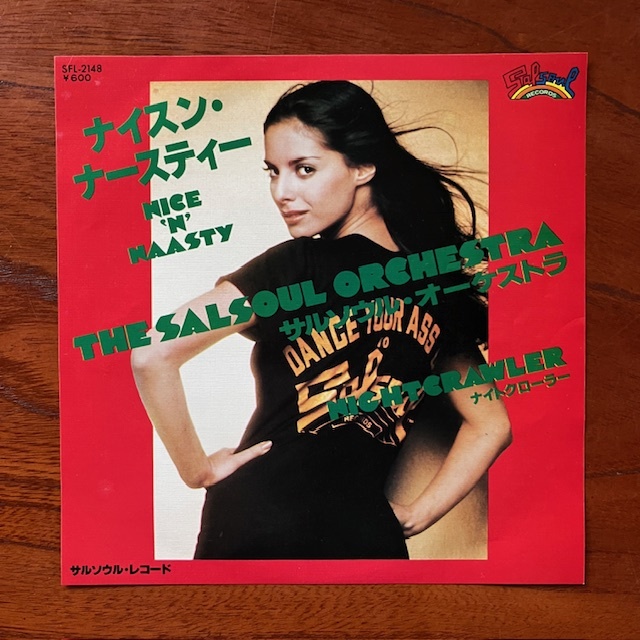 SFL-2148
¥600
Salsoul
RECORDS
ナイスン・
ナースティー
NICE
'N'
NAASTY
THE SALSOUL ORCHESTRA
サルソウル・オーケストラ
DANCE YOUR ASS
NIGHTCRAWLER
ナイトクローラー
サルソウル・レコード